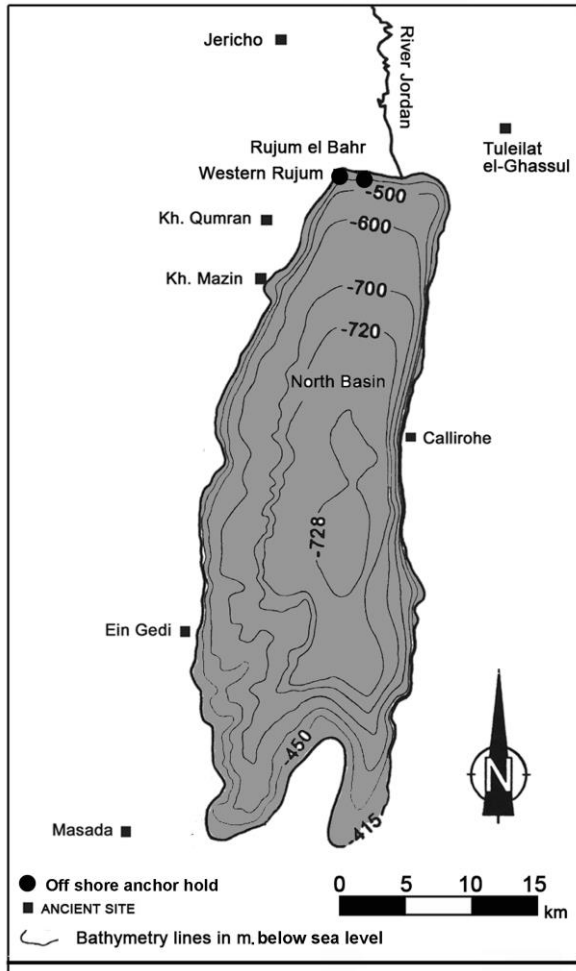 Jericho
River Jordan
Tuleilat
el-Ghassul
Rujum el Bahr
Western Rujum
-500
Kh. Qumran
-600
Kh. Mazin
-700
-720
North Basin
Callirohe
-728
Ein Gedi
N
-450
Masada
-415
Off shore anchor hold
ANCIENT SITE
Bathymetry lines in m. below sea level
0 5 10 15
km